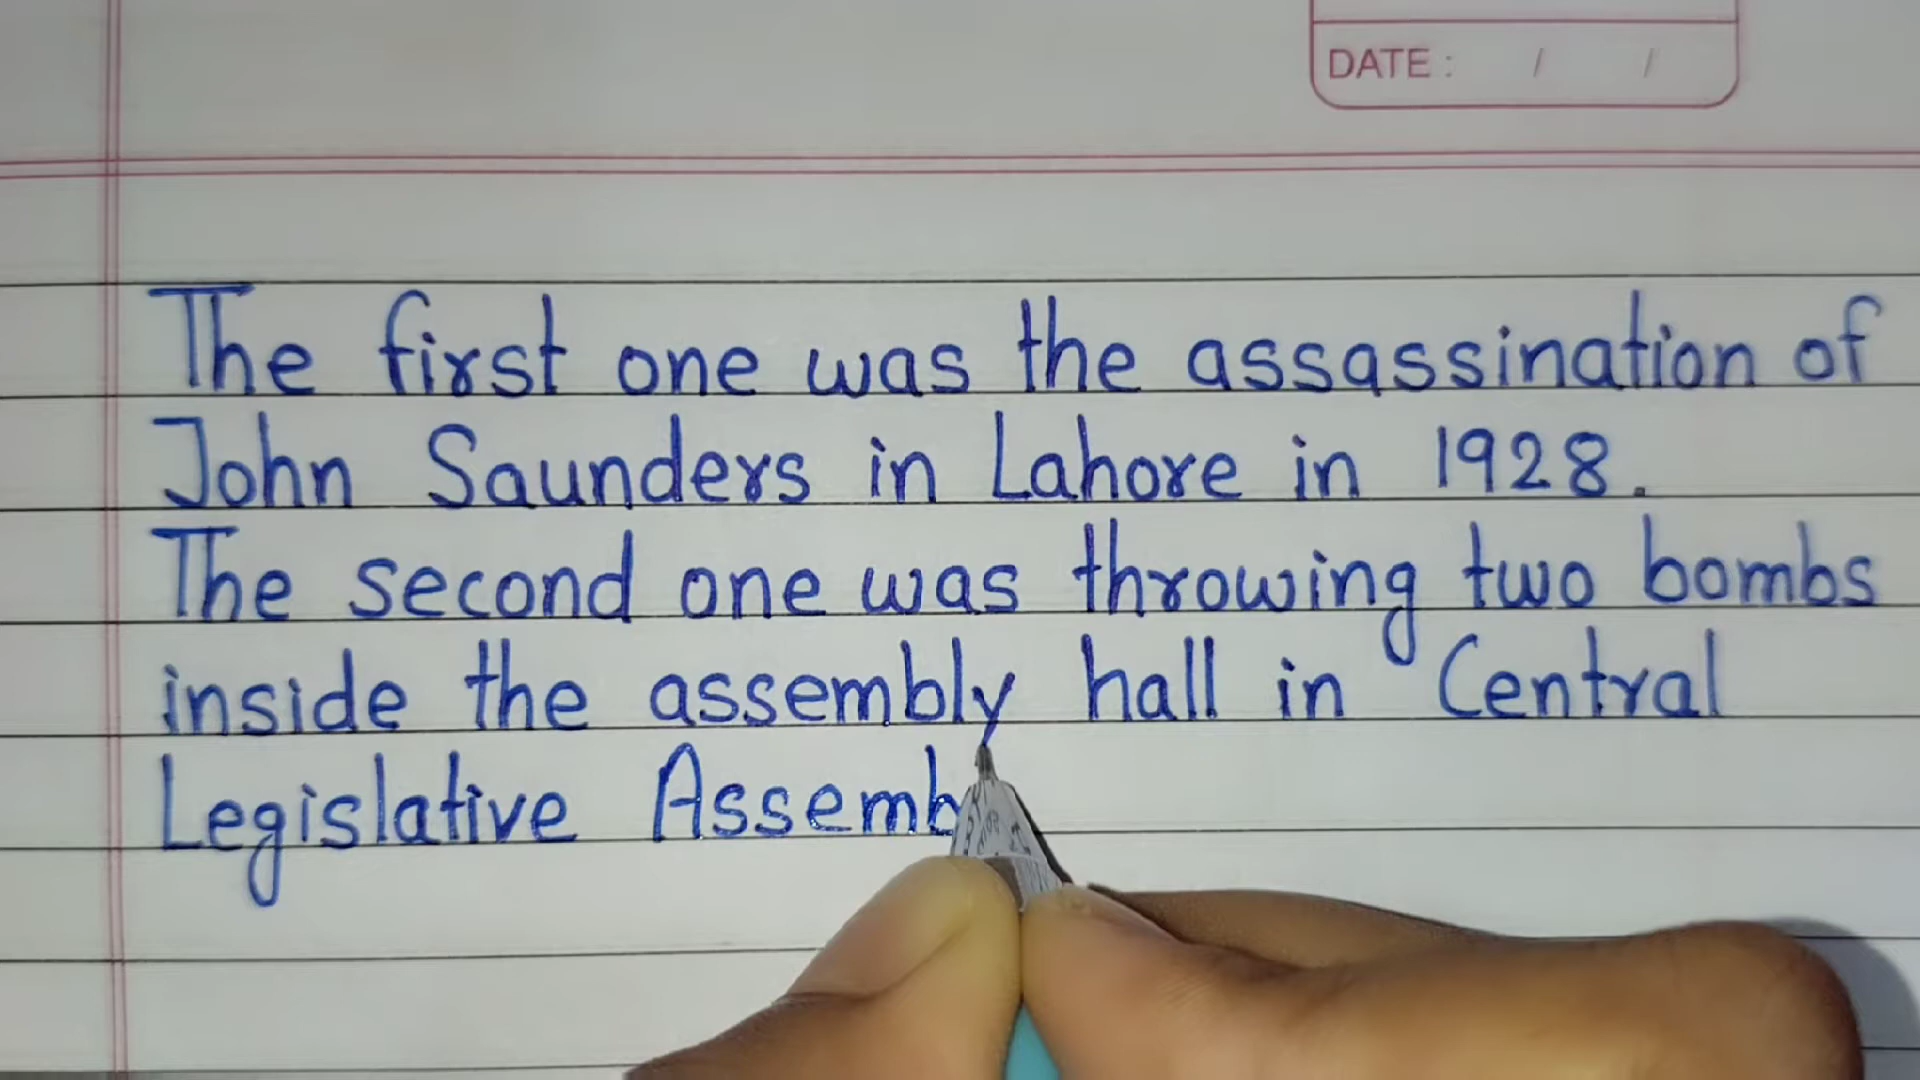 DATE : / /
The first one was the assassination of
John Saunders in Lahore in 1928.
The second one was throwing two bombs
inside the assembly hall in Central
Legislative Assemb